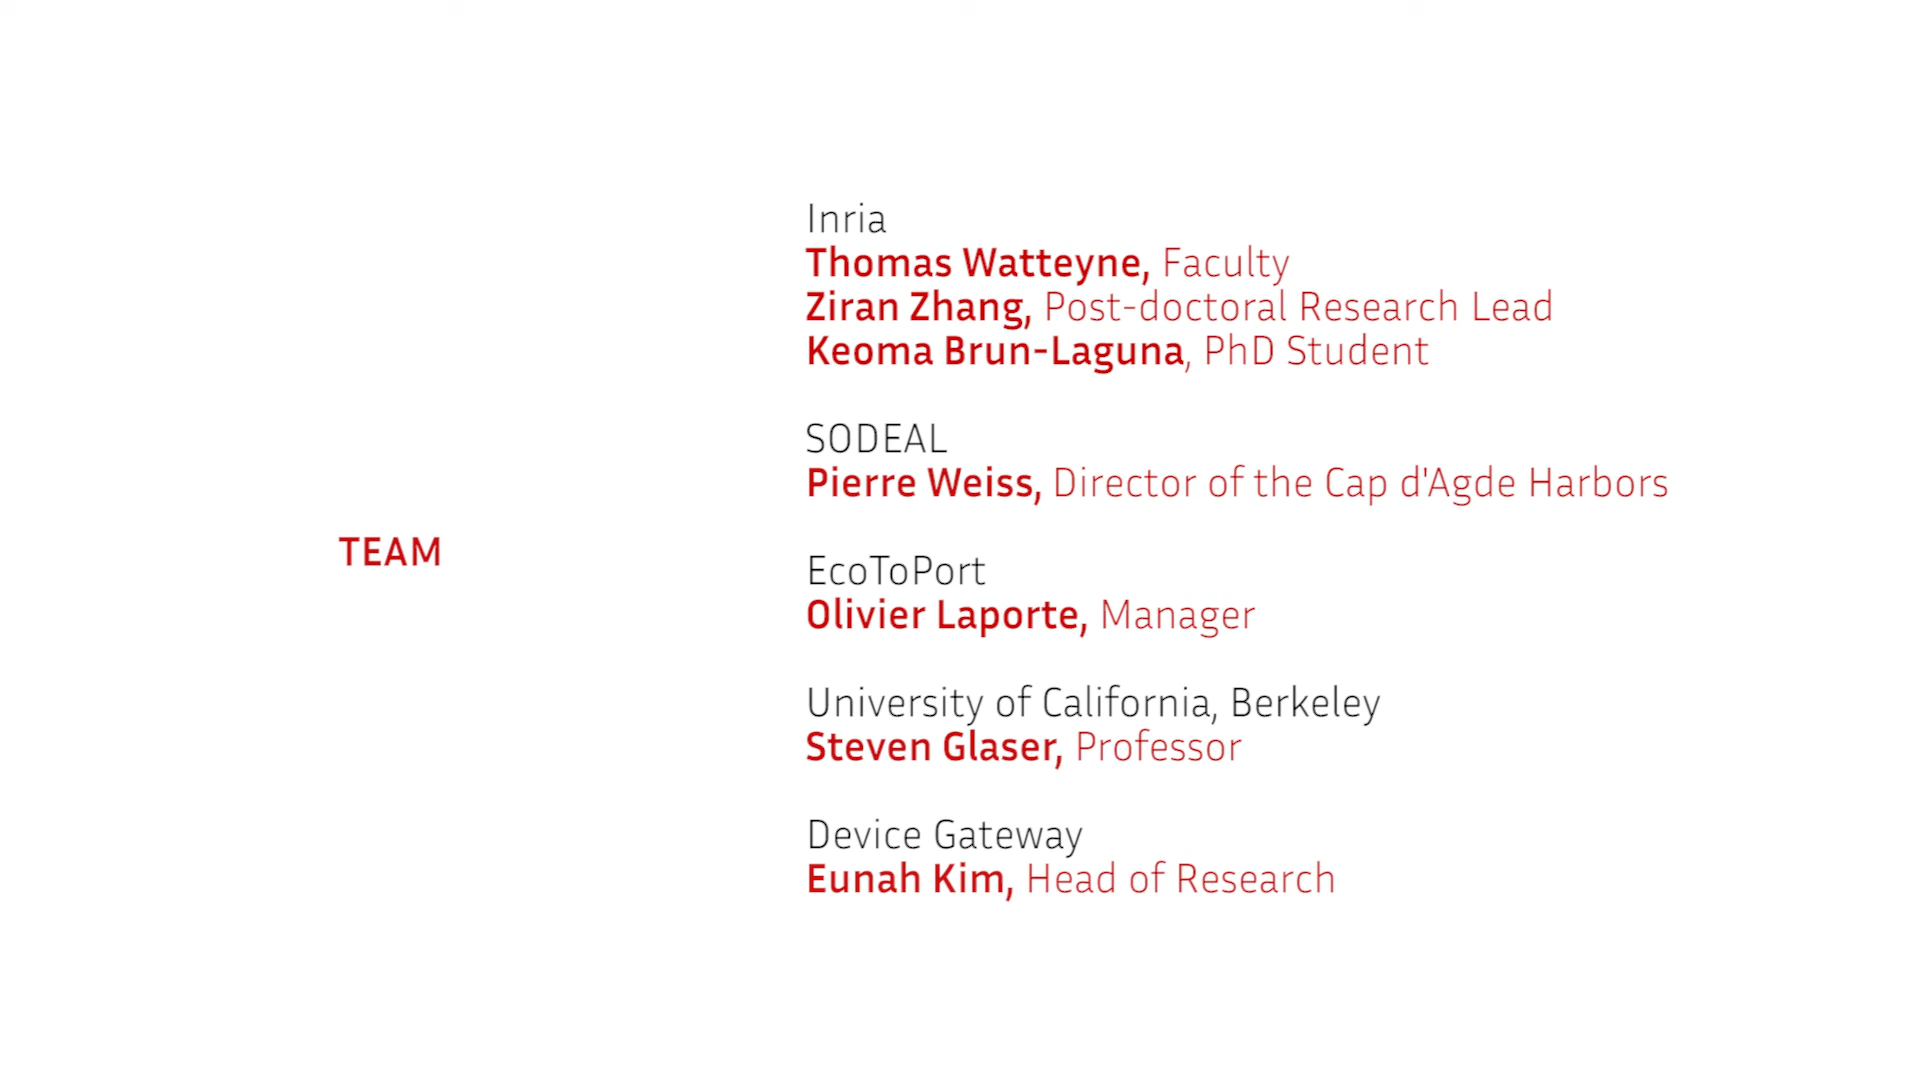 Inria
Thomas Watteyne, Faculty
Ziran Zhang, Post-doctoral Research Lead
Keoma Brun-Laguna, PhD Student
SODEAL
Pierre Weiss, Director of the Cap d'Agde Harbors
TEAM
EcoToPort
Olivier Laporte, Manager
University of California, Berkeley
Steven Glaser, Professor
Device Gateway
Eunah Kim, Head of Research